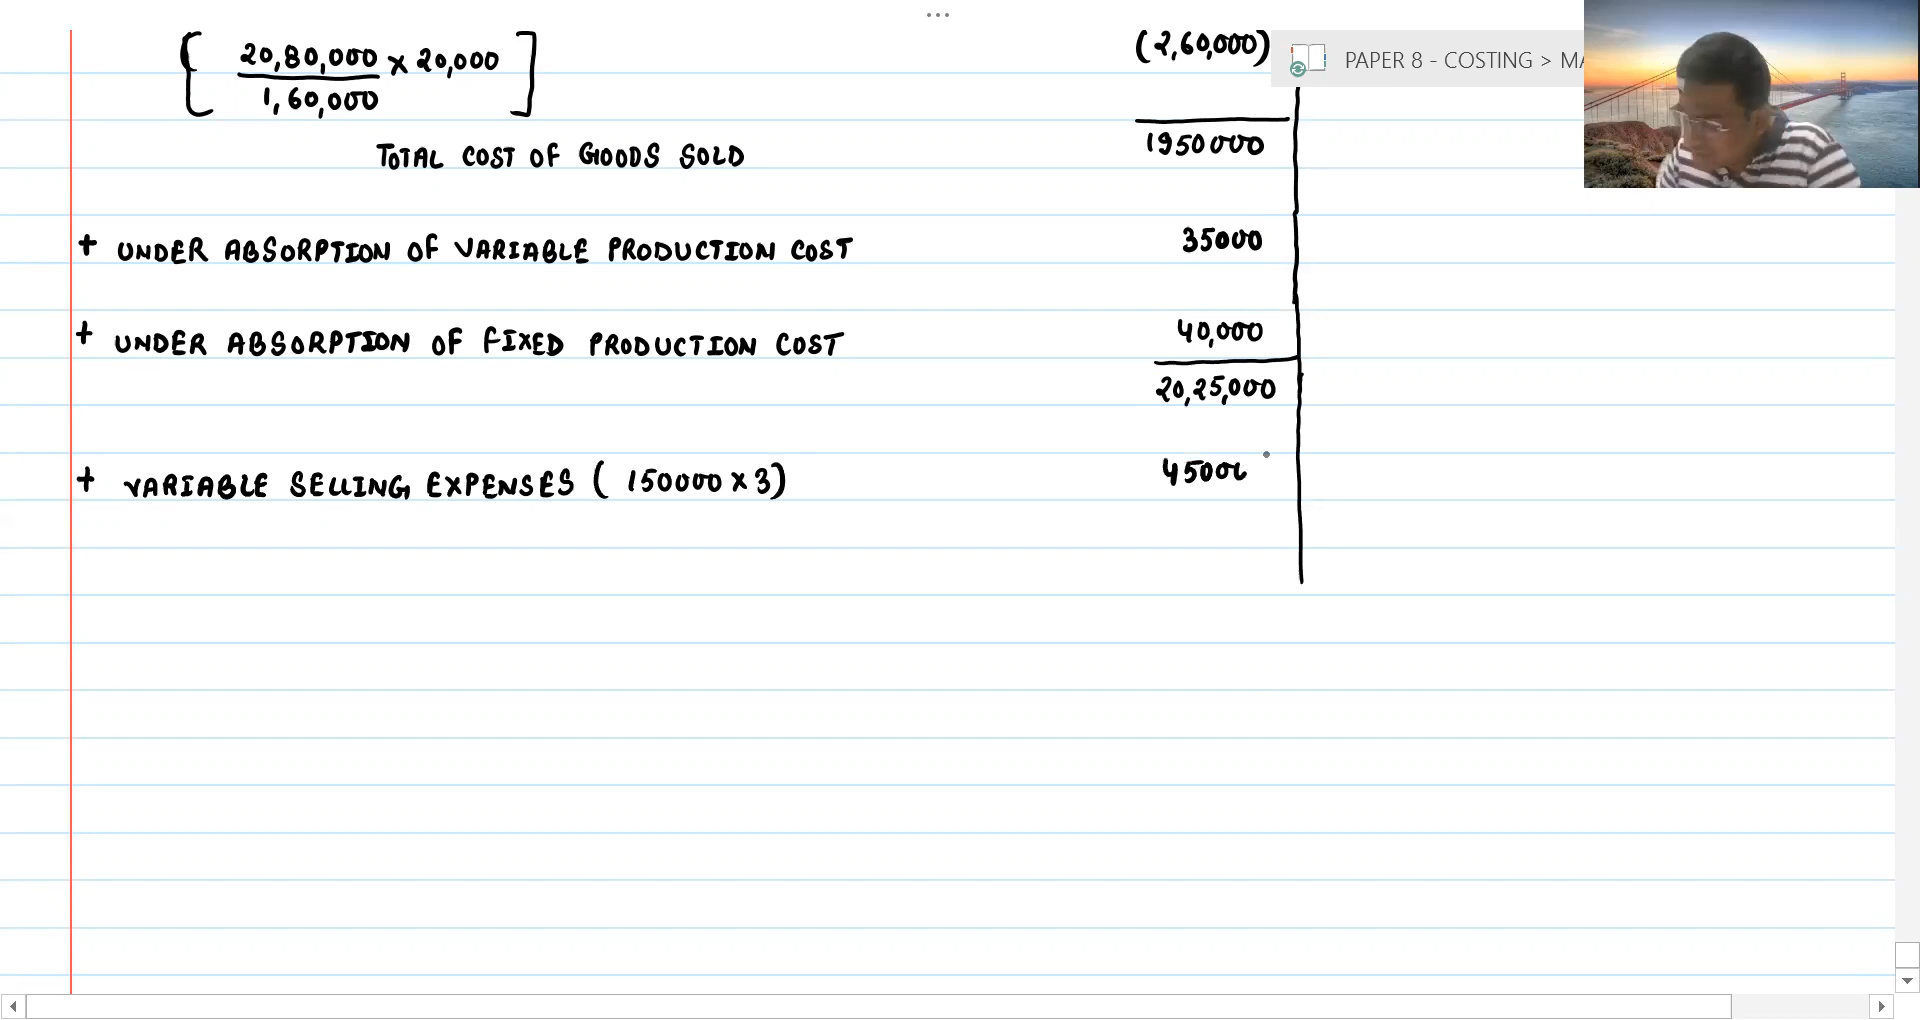 [ 20,80,000 / 1,60,000 × 20,000 ]
(2,60,000)
PAPER 8 - COSTING > MA
TOTAL COST OF GOODS SOLD 1950000
+ UNDER ABSORPTION OF VARIABLE PRODUCTION COST 35000
+ UNDER ABSORPTION OF FIXED PRODUCTION COST 40,000
20,25,000
+ VARIABLE SELLING EXPENSES ( 150000 × 3) 45000